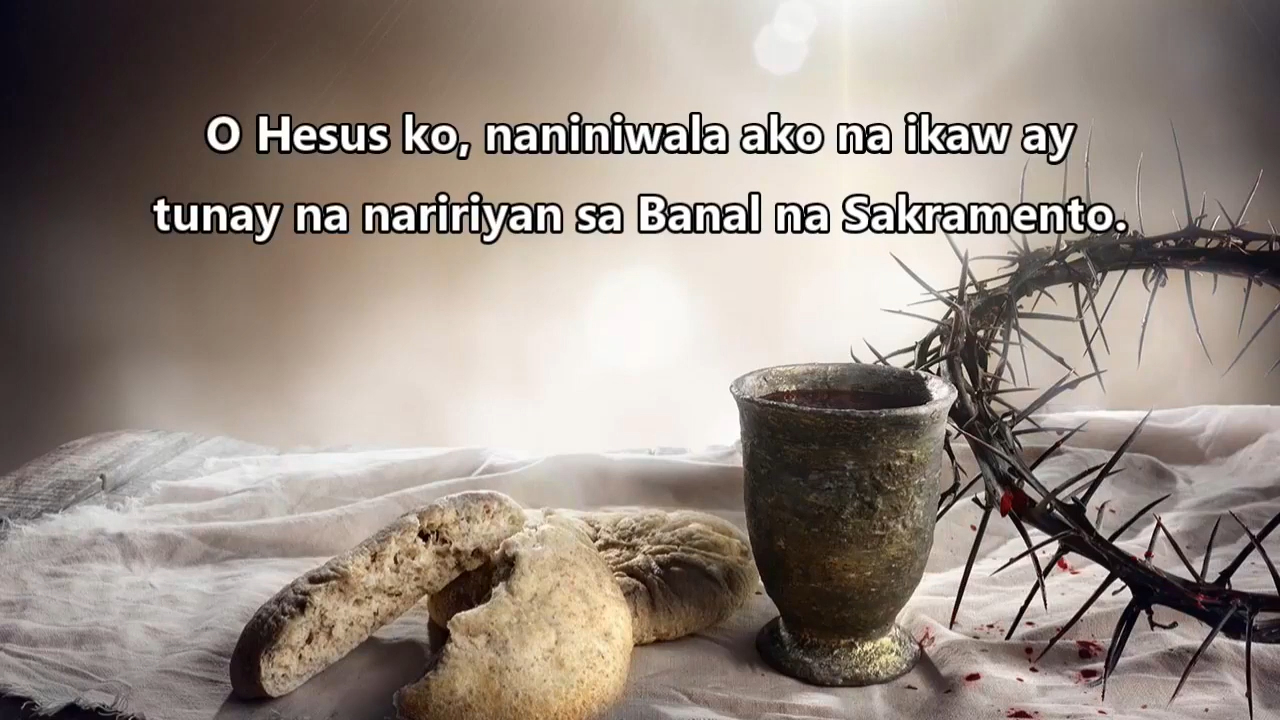 O Hesus ko, naniniwala ako na ikaw ay
tunay na naririyan sa Banal na Sakramento.